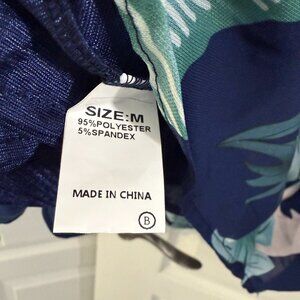 SIZE:M
95%POLYESTER
5%SPANDEX
MADE IN CHINA
B